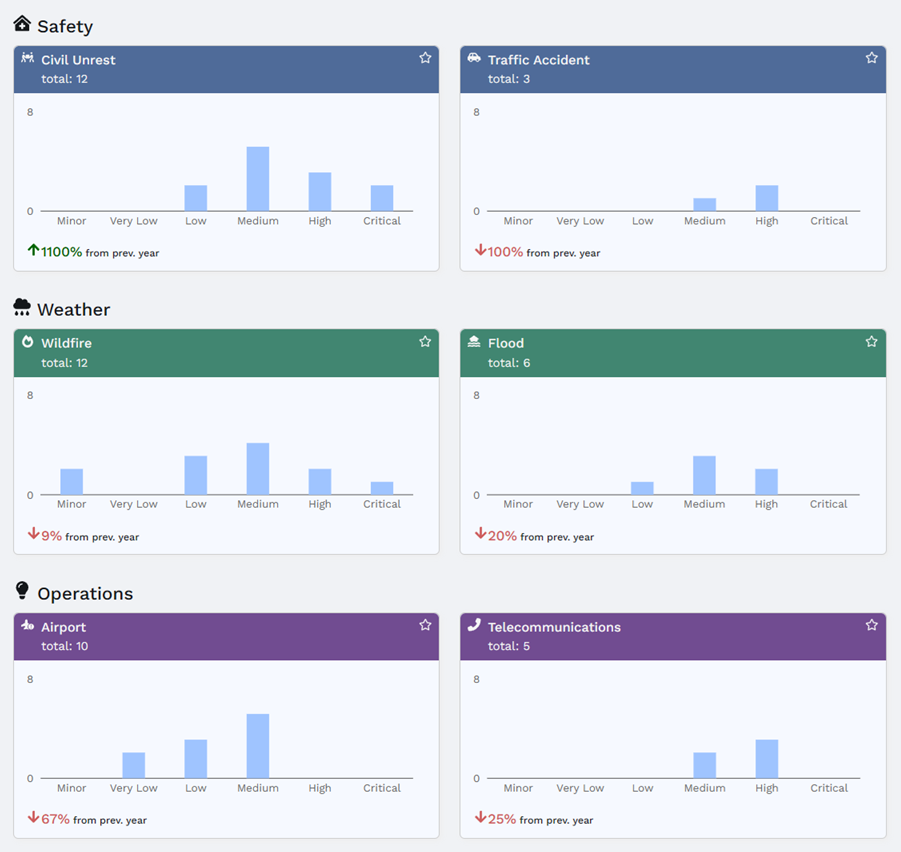 Safety
Civil Unrest
total: 12
8
0
Minor Very Low Low Medium High Critical
1100% from prev. year
Traffic Accident
total: 3
8
0
Minor Very Low Low Medium High Critical
100% from prev. year
Weather
Wildfire
total: 12
8
0
Minor Very Low Low Medium High Critical
9% from prev. year
Flood
total: 6
8
0
Minor Very Low Low Medium High Critical
20% from prev. year
Operations
Airport
total: 10
8
0
Minor Very Low Low Medium High Critical
67% from prev. year
Telecommunications
total: 5
8
0
Minor Very Low Low Medium High Critical
25% from prev. year